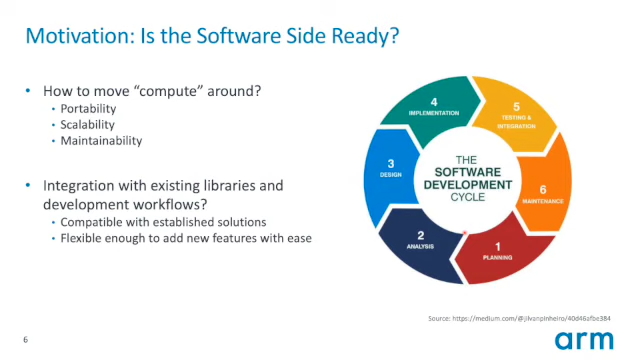 Motivation: Is the Software Side Ready?
• How to move “compute” around?
• Portability
• Scalability
• Maintainability
• Integration with existing libraries and
development workflows?
• Compatible with established solutions
• Flexible enough to add new features with ease
4
IMPLEMENTATION
5
TESTING &
INTEGRATION
3
DESIGN
THE
SOFTWARE
DEVELOPMENT
CYCLE
6
MAINTENANCE
2
ANALYSIS
1
PLANNING
Source: https://medium.com/@jilvanpinheiro/40d46afbe384
6
arm